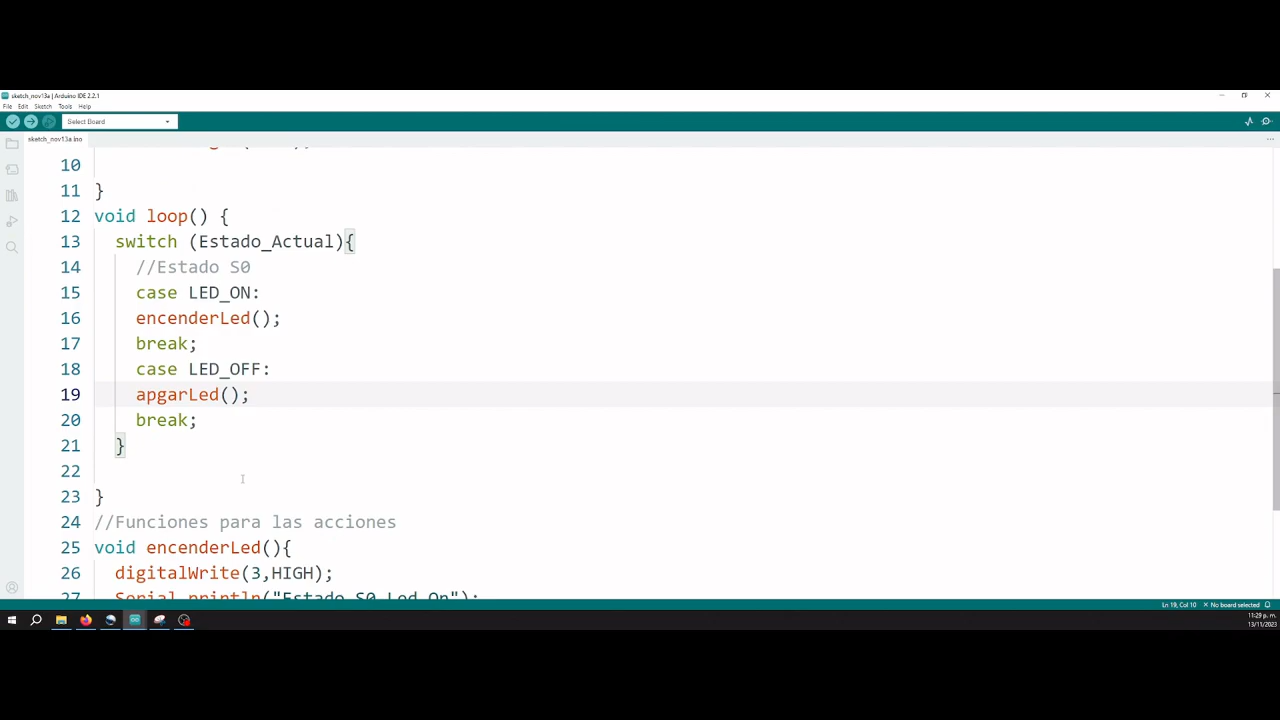 sketch_nov13a | Arduino IDE 2.2.1
File Edit Sketch Tools Help
Select Board
sketch_nov13a.ino
10
11 }
12 void loop() {
13 switch (Estado_Actual){
14 //Estado S0
15 case LED_ON:
16 encenderLed();
17 break;
18 case LED_OFF:
19 apgarLed();
20 break;
21 }
22
23 }
24 //Funciones para las acciones
25 void encenderLed(){
26 digitalWrite(3,HIGH);
27 Serial.println("Estado S0 Led On");
Ln 19, Col 10 No board selected
11:29 p. m.
13/11/2023